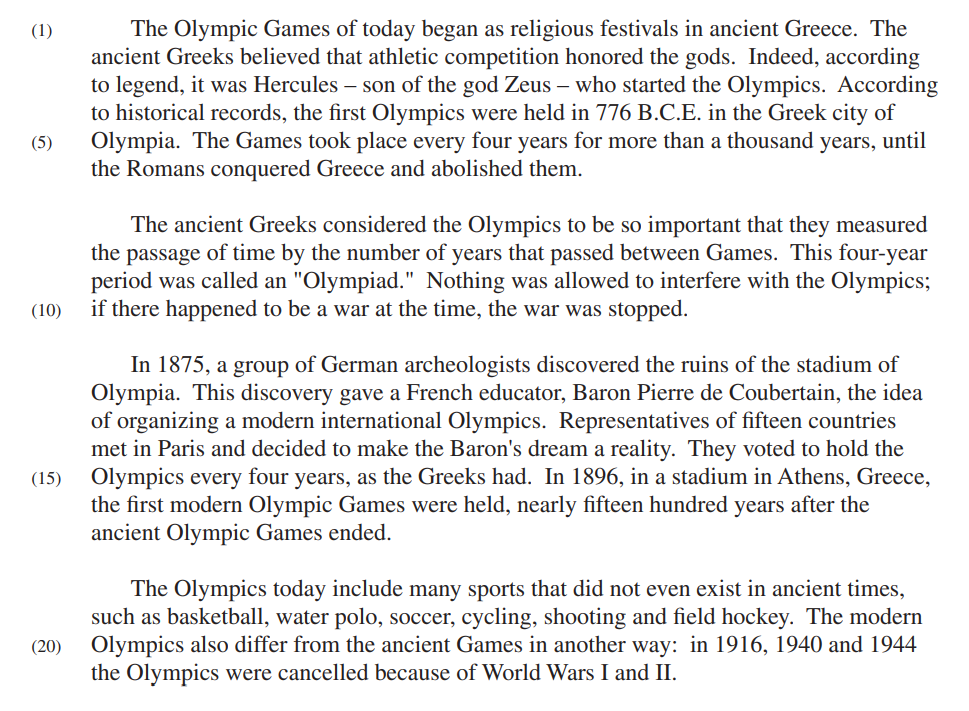 (1) The Olympic Games of today began as religious festivals in ancient Greece. The
ancient Greeks believed that athletic competition honored the gods. Indeed, according
to legend, it was Hercules – son of the god Zeus – who started the Olympics. According
to historical records, the first Olympics were held in 776 B.C.E. in the Greek city of
(5) Olympia. The Games took place every four years for more than a thousand years, until
the Romans conquered Greece and abolished them.
The ancient Greeks considered the Olympics to be so important that they measured
the passage of time by the number of years that passed between Games. This four-year
period was called an "Olympiad." Nothing was allowed to interfere with the Olympics;
(10) if there happened to be a war at the time, the war was stopped.
In 1875, a group of German archeologists discovered the ruins of the stadium of
Olympia. This discovery gave a French educator, Baron Pierre de Coubertain, the idea
of organizing a modern international Olympics. Representatives of fifteen countries
met in Paris and decided to make the Baron's dream a reality. They voted to hold the
(15) Olympics every four years, as the Greeks had. In 1896, in a stadium in Athens, Greece,
the first modern Olympic Games were held, nearly fifteen hundred years after the
ancient Olympic Games ended.
The Olympics today include many sports that did not even exist in ancient times,
such as basketball, water polo, soccer, cycling, shooting and field hockey. The modern
(20) Olympics also differ from the ancient Games in another way: in 1916, 1940 and 1944
the Olympics were cancelled because of World Wars I and II.